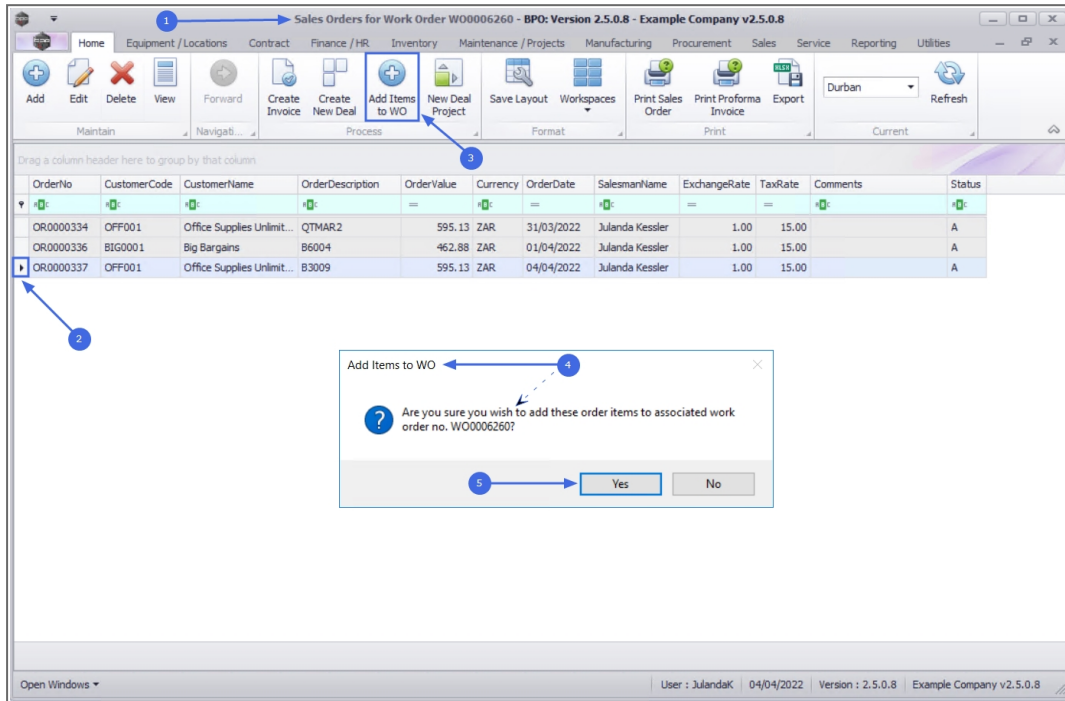 1
Sales Orders for Work Order WO0006260 - BPO: Version 2.5.0.8 - Example Company v2.5.0.8
Home Equipment / Locations Contract Finance / HR Inventory Maintenance / Projects Manufacturing Procurement Sales Service Reporting Utilities
Add Edit Delete View Forward Create Invoice Create New Deal Add Items to WO New Deal Project Save Layout Workspaces Print Sales Order Print Proforma Invoice Export Durban Refresh
Maintain Navigati... Process Format Print Current
3
Drag a column header here to group by that column
OrderNo CustomerCode CustomerName OrderDescription OrderValue Currency OrderDate SalesmanName ExchangeRate TaxRate Comments Status
OR0000334 OFF001 Office Supplies Unlimit... QTMAR2 595.13 ZAR 31/03/2022 Julanda Kessler 1.00 15.00 A
OR0000336 BIG0001 Big Bargains B6004 462.88 ZAR 01/04/2022 Julanda Kessler 1.00 15.00 A
OR0000337 OFF001 Office Supplies Unlimit... B3009 595.13 ZAR 04/04/2022 Julanda Kessler 1.00 15.00 A
2
Add Items to WO
4
Are you sure you wish to add these order items to associated work
order no. WO0006260?
5
Yes No
Open Windows User : JulandaK 04/04/2022 Version : 2.5.0.8 Example Company v2.5.0.8